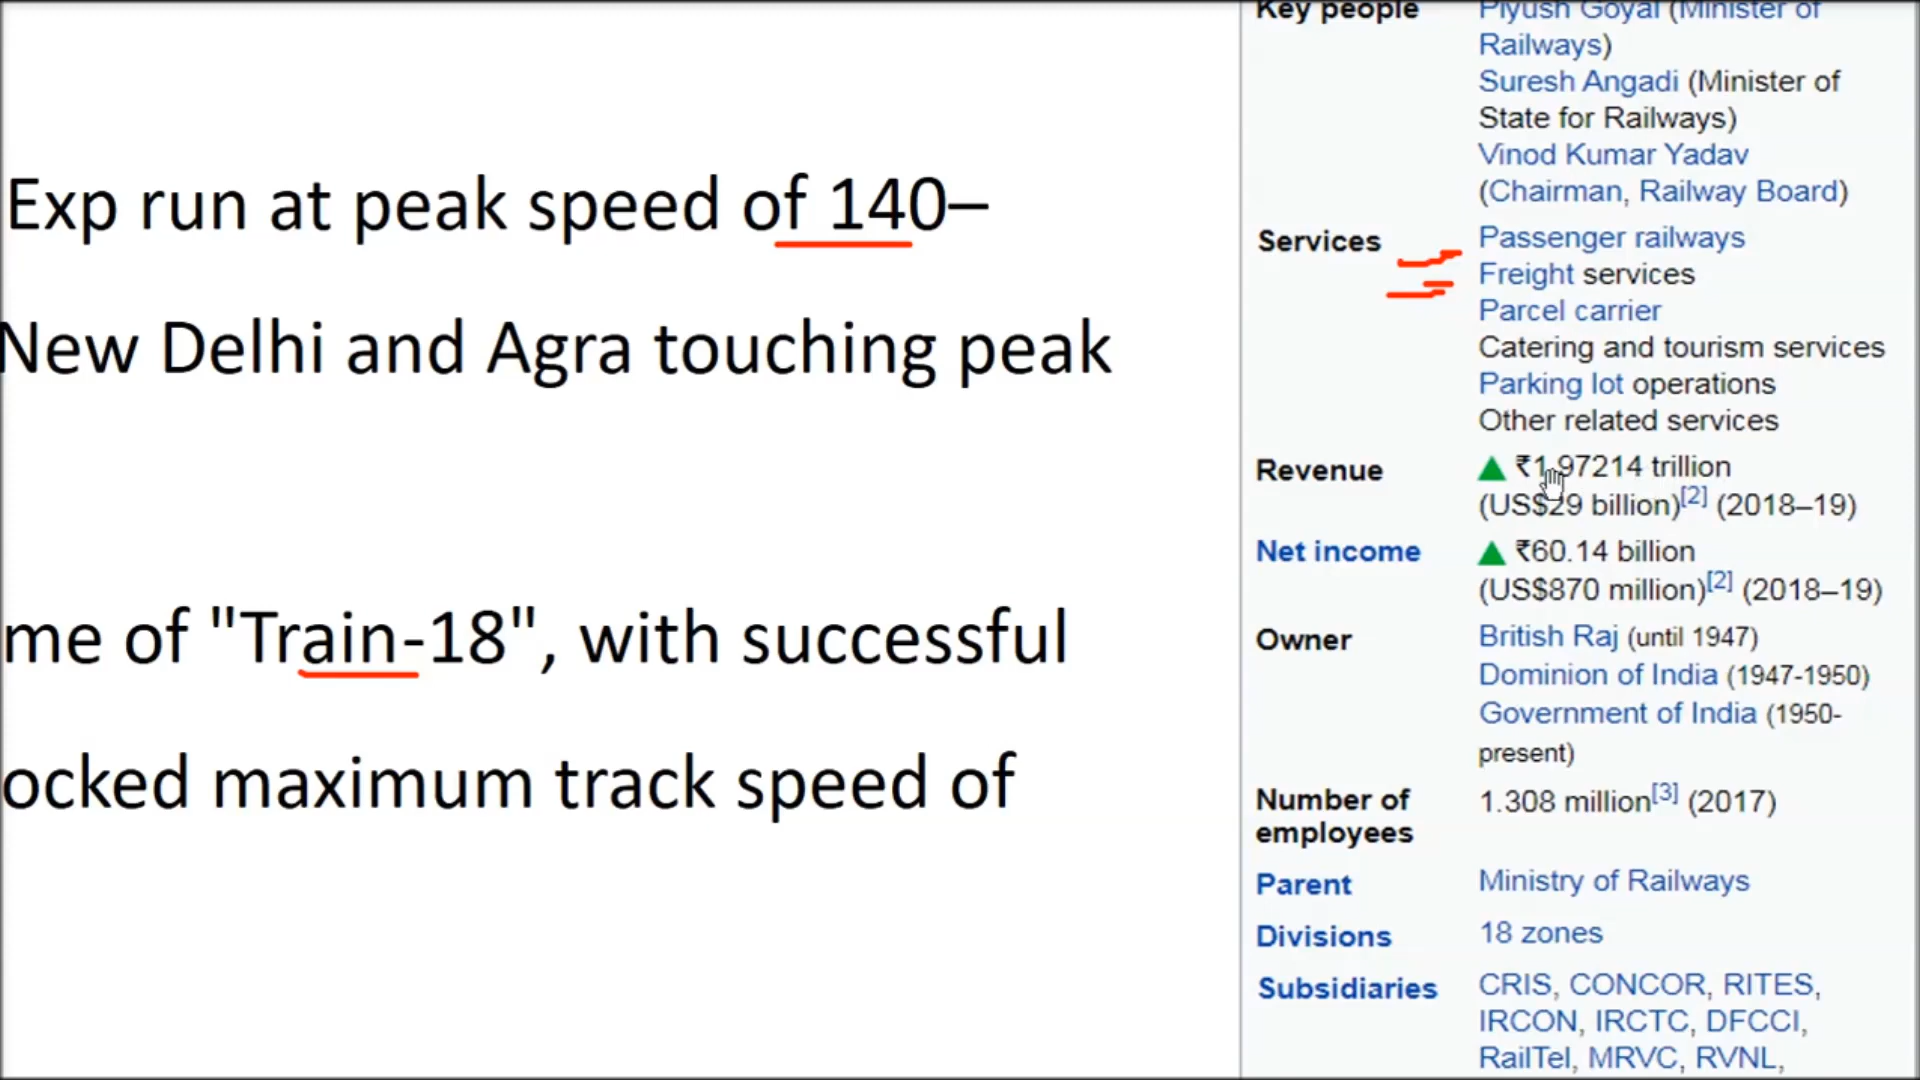 Exp run at peak speed of 140–
New Delhi and Agra touching peak
me of "Train-18", with successful
ocked maximum track speed of
Key people
Piyush Goyal (Minister of
Railways)
Suresh Angadi (Minister of
State for Railways)
Vinod Kumar Yadav
(Chairman, Railway Board)
Services
Passenger railways
Freight services
Parcel carrier
Catering and tourism services
Parking lot operations
Other related services
Revenue
▲ ₹1.97214 trillion
(US$29 billion)[2] (2018–19)
Net income
▲ ₹60.14 billion
(US$870 million)[2] (2018–19)
Owner
British Raj (until 1947)
Dominion of India (1947-1950)
Government of India (1950-
present)
Number of
employees
1.308 million[3] (2017)
Parent
Ministry of Railways
Divisions
18 zones
Subsidiaries
CRIS, CONCOR, RITES,
IRCON, IRCTC, DFCCI,
RailTel, MRVC, RVNL,